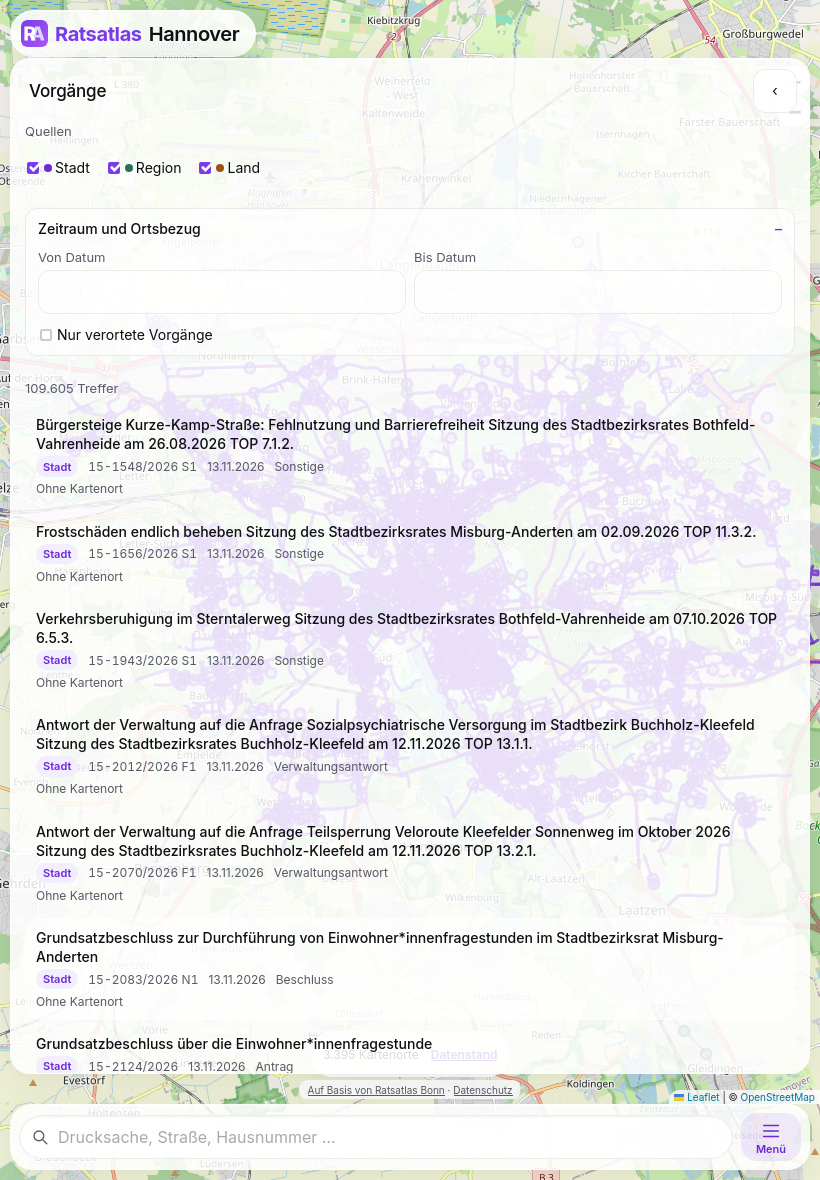 Ratsatlas Hannover
Kiebitzkrug
Großburgwedel
Vorgänge
‹
Quellen
Stadt
Region
Land
Zeitraum und Ortsbezug
–
Von Datum
Bis Datum
Nur verortete Vorgänge
109.605 Treffer
Bürgersteige Kurze-Kamp-Straße: Fehlnutzung und Barrierefreiheit Sitzung des Stadtbezirksrates Bothfeld-
Vahrenheide am 26.08.2026 TOP 7.1.2.
Stadt 15-1548/2026 S1 13.11.2026 Sonstige
Ohne Kartenort
Frostschäden endlich beheben Sitzung des Stadtbezirksrates Misburg-Anderten am 02.09.2026 TOP 11.3.2.
Stadt 15-1656/2026 S1 13.11.2026 Sonstige
Ohne Kartenort
Verkehrsberuhigung im Sterntalerweg Sitzung des Stadtbezirksrates Bothfeld-Vahrenheide am 07.10.2026 TOP
6.5.3.
Stadt 15-1943/2026 S1 13.11.2026 Sonstige
Ohne Kartenort
Antwort der Verwaltung auf die Anfrage Sozialpsychiatrische Versorgung im Stadtbezirk Buchholz-Kleefeld
Sitzung des Stadtbezirksrates Buchholz-Kleefeld am 12.11.2026 TOP 13.1.1.
Stadt 15-2012/2026 F1 13.11.2026 Verwaltungsantwort
Ohne Kartenort
Antwort der Verwaltung auf die Anfrage Teilsperrung Veloroute Kleefelder Sonnenweg im Oktober 2026
Sitzung des Stadtbezirksrates Buchholz-Kleefeld am 12.11.2026 TOP 13.2.1.
Stadt 15-2070/2026 F1 13.11.2026 Verwaltungsantwort
Ohne Kartenort
Grundsatzbeschluss zur Durchführung von Einwohner*innenfragestunden im Stadtbezirksrat Misburg-
Anderten
Stadt 15-2083/2026 N1 13.11.2026 Beschluss
Ohne Kartenort
Grundsatzbeschluss über die Einwohner*innenfragestunde
3.395 Kartenorte Datenstand
Stadt 15-2124/2026 13.11.2026 Antrag
Evestorf
Koldingen
Auf Basis von Ratsatlas Bonn · Datenschutz
Leaflet | © OpenStreetMap
Drucksache, Straße, Hausnummer ...
Menü
B 3